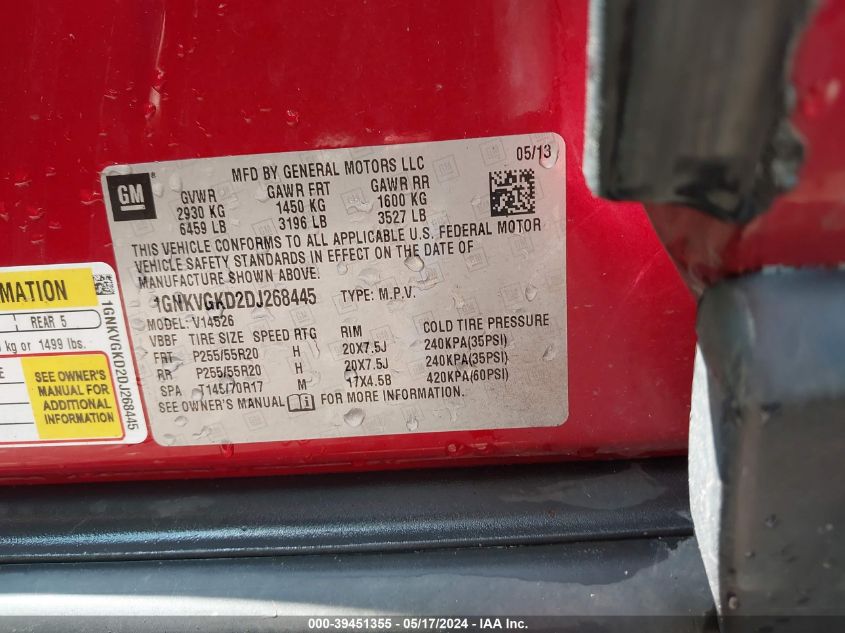 MFD BY GENERAL MOTORS LLC 05/13
GM
GVWR GAWR FRT GAWR RR
2930 KG 1450 KG 1600 KG
6459 LB 3196 LB 3527 LB
THIS VEHICLE CONFORMS TO ALL APPLICABLE U.S. FEDERAL MOTOR
VEHICLE SAFETY STANDARDS IN EFFECT ON THE DATE OF
MANUFACTURE SHOWN ABOVE.
1GNKVGKD2DJ268445 TYPE: M.P.V.
MODEL: V14526
VBBF TIRE SIZE SPEED RTG RIM COLD TIRE PRESSURE
FRT P255/55R20 H 20X7.5J 240KPA(35PSI)
RR P255/55R20 H 20X7.5J 240KPA(35PSI)
SPA T145/70R17 M 17X4.5B 420KPA(60PSI)
SEE OWNER'S MANUAL FOR MORE INFORMATION.
REAR 5
kg or 1499 lbs.
SEE OWNER'S
MANUAL FOR
ADDITIONAL
INFORMATION
1GNKVGKD2DJ268445
000-39451355 - 05/17/2024 - IAA, Inc.